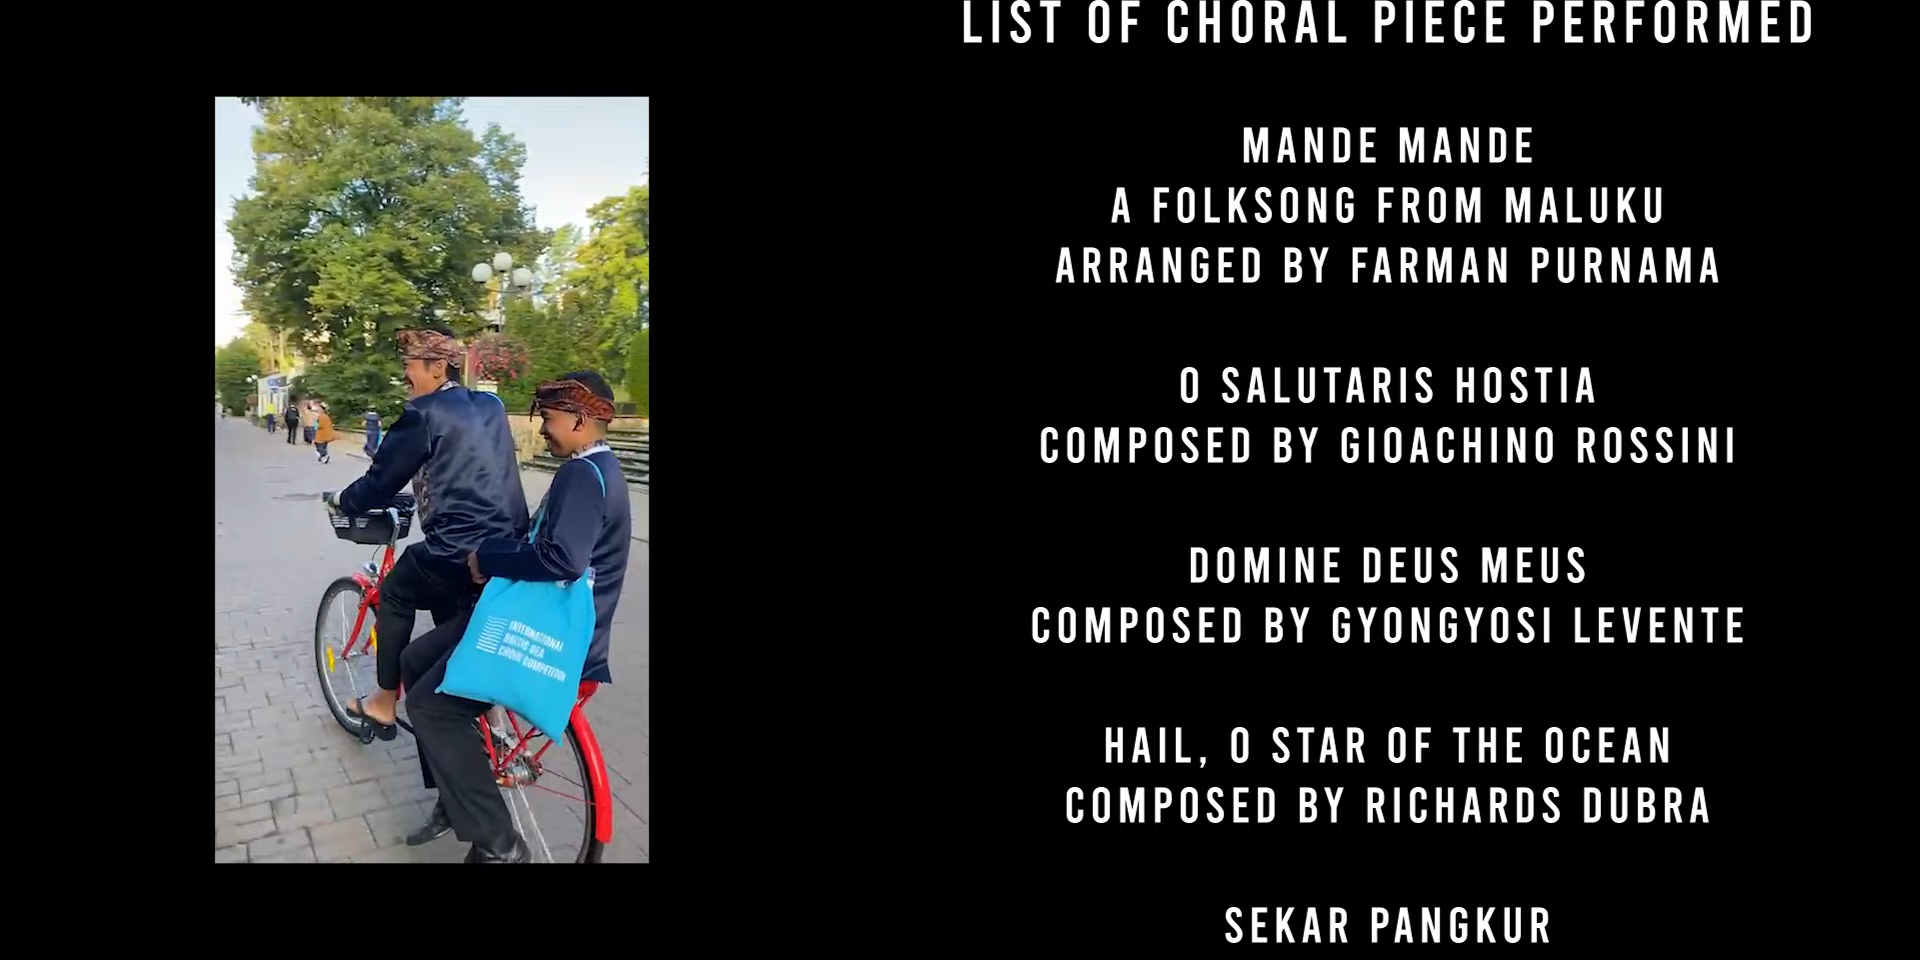 LIST OF CHORAL PIECE PERFORMED
MANDE MANDE
A FOLKSONG FROM MALUKU
ARRANGED BY FARMAN PURNAMA
O SALUTARIS HOSTIA
COMPOSED BY GIOACHINO ROSSINI
DOMINE DEUS MEUS
COMPOSED BY GYONGYOSI LEVENTE
HAIL, O STAR OF THE OCEAN
COMPOSED BY RICHARDS DUBRA
SEKAR PANGKUR
INTERNATIONAL
BALTIC SEA
CHOIR COMPETITION